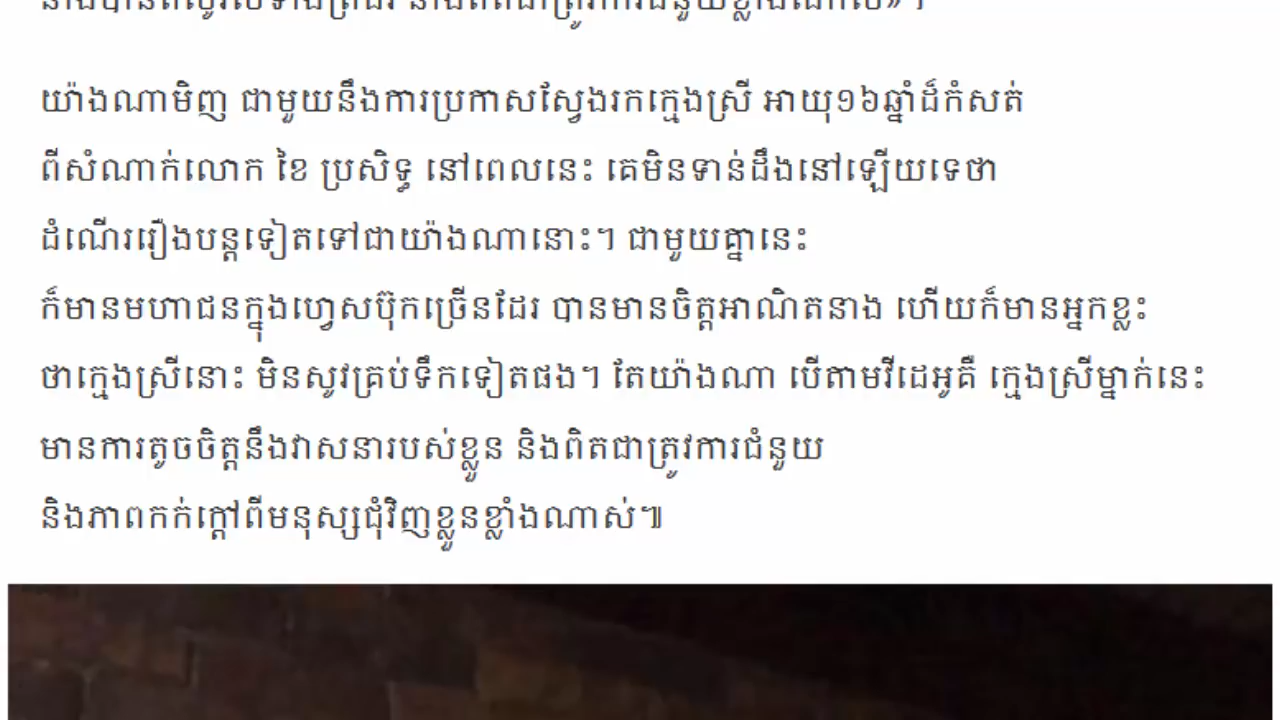 យ៉ាងណាមិញ ជាមួយនឹងការប្រកាសស្វែងរកក្មេងស្រី អាយុ១៦ឆ្នាំដ៏កំសត់
ពីសំណាក់លោក ខៃ ប្រសិទ្ធ នៅពេលនេះ គេមិនទាន់ដឹងនៅឡើយទេថា
ដំណើររឿងបន្តទៀតទៅជាយ៉ាងណានោះ។ ជាមួយគ្នានេះ
ក៏មានមហាជនក្នុងហ្វេសប៊ុកច្រើនដែរ បានមានចិត្តអាណិតនាង ហើយក៏មានអ្នកខ្លះ
ថាក្មេងស្រីនោះ មិនសូវគ្រប់ទឹកទៀតផង។ តែយ៉ាងណា បើតាមវីដេអូគឺ ក្មេងស្រីម្នាក់នេះ
មានការតូចចិត្តនឹងវាសនារបស់ខ្លួន និងពិតជាត្រូវការជំនួយ
និងភាពកក់ក្ដៅពីមនុស្សជុំវិញខ្លួនខ្លាំងណាស់៕